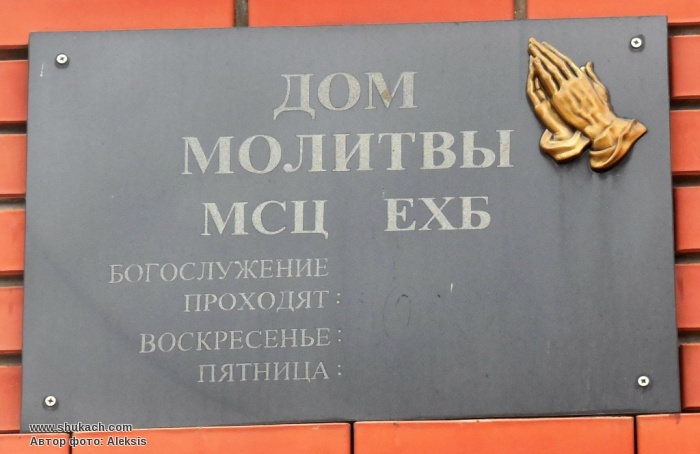 ДОМ
МОЛИТВЫ
МСЦ ЕХБ
БОГОСЛУЖЕНИЕ
ПРОХОДЯТ:
ВОСКРЕСЕНЬЕ:
ПЯТНИЦА:
www.shukach.com
Автор фото: Aleksis